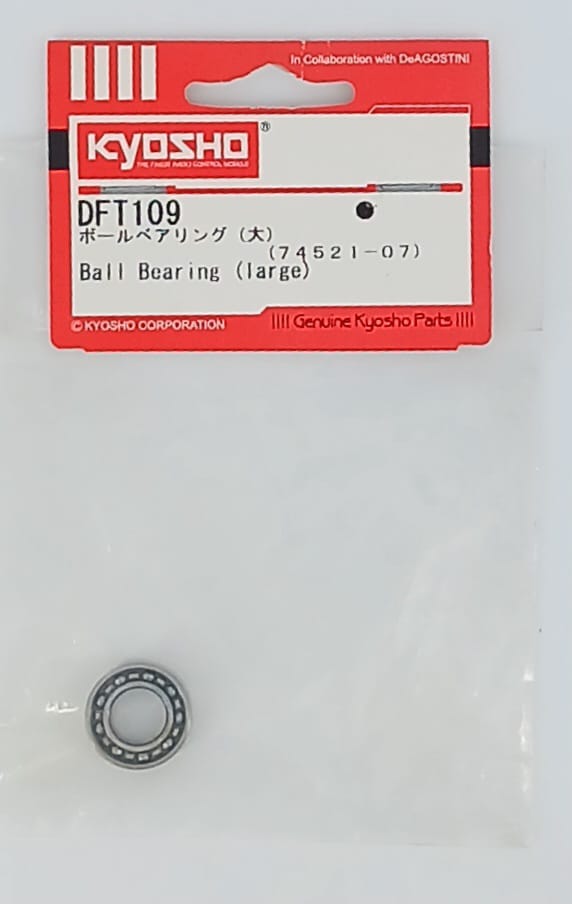 In Collaboration with DeAGOSTINI
KYOSHO®
THE FINEST RADIO CONTROL MODELS
DFT109
ボールベアリング(大)
(74521-07)
Ball Bearing (large)
© KYOSHO CORPORATION
Genuine Kyosho Parts